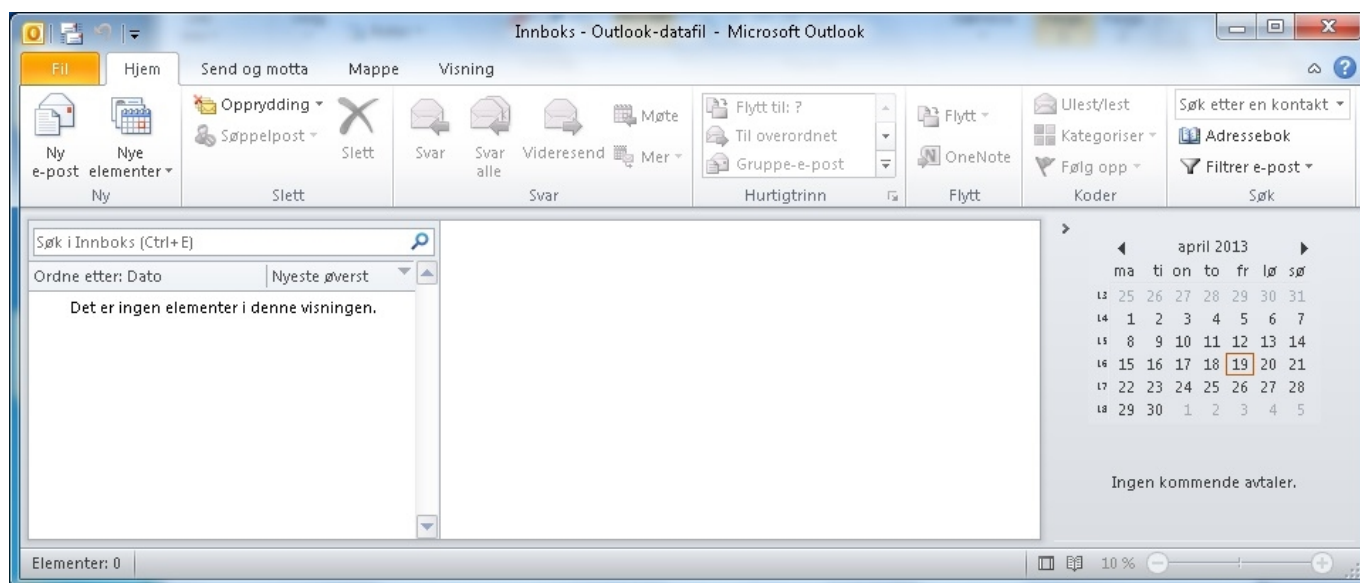 Innboks - Outlook-datafil - Microsoft Outlook
Fil Hjem Send og motta Mappe Visning
Ny e-post
Nye elementer
Ny
Opprydding
Søppelpost
Slett
Slett
Svar
Svar alle
Videresend
Møte
Mer
Svar
Flytt til: ?
Til overordnet
Gruppe-e-post
Hurtigtrinn
Flytt
OneNote
Flytt
Ulest/lest
Kategoriser
Følg opp
Koder
Søk etter en kontakt
Adressebok
Filtrer e-post
Søk
Søk i Innboks (Ctrl+E)
Ordne etter: Dato Nyeste øverst
Det er ingen elementer i denne visningen.
april 2013
ma ti on to fr lø sø
13 25 26 27 28 29 30 31
14 1 2 3 4 5 6 7
15 8 9 10 11 12 13 14
16 15 16 17 18 19 20 21
17 22 23 24 25 26 27 28
18 29 30 1 2 3 4 5
Ingen kommende avtaler.
Elementer: 0
10 %